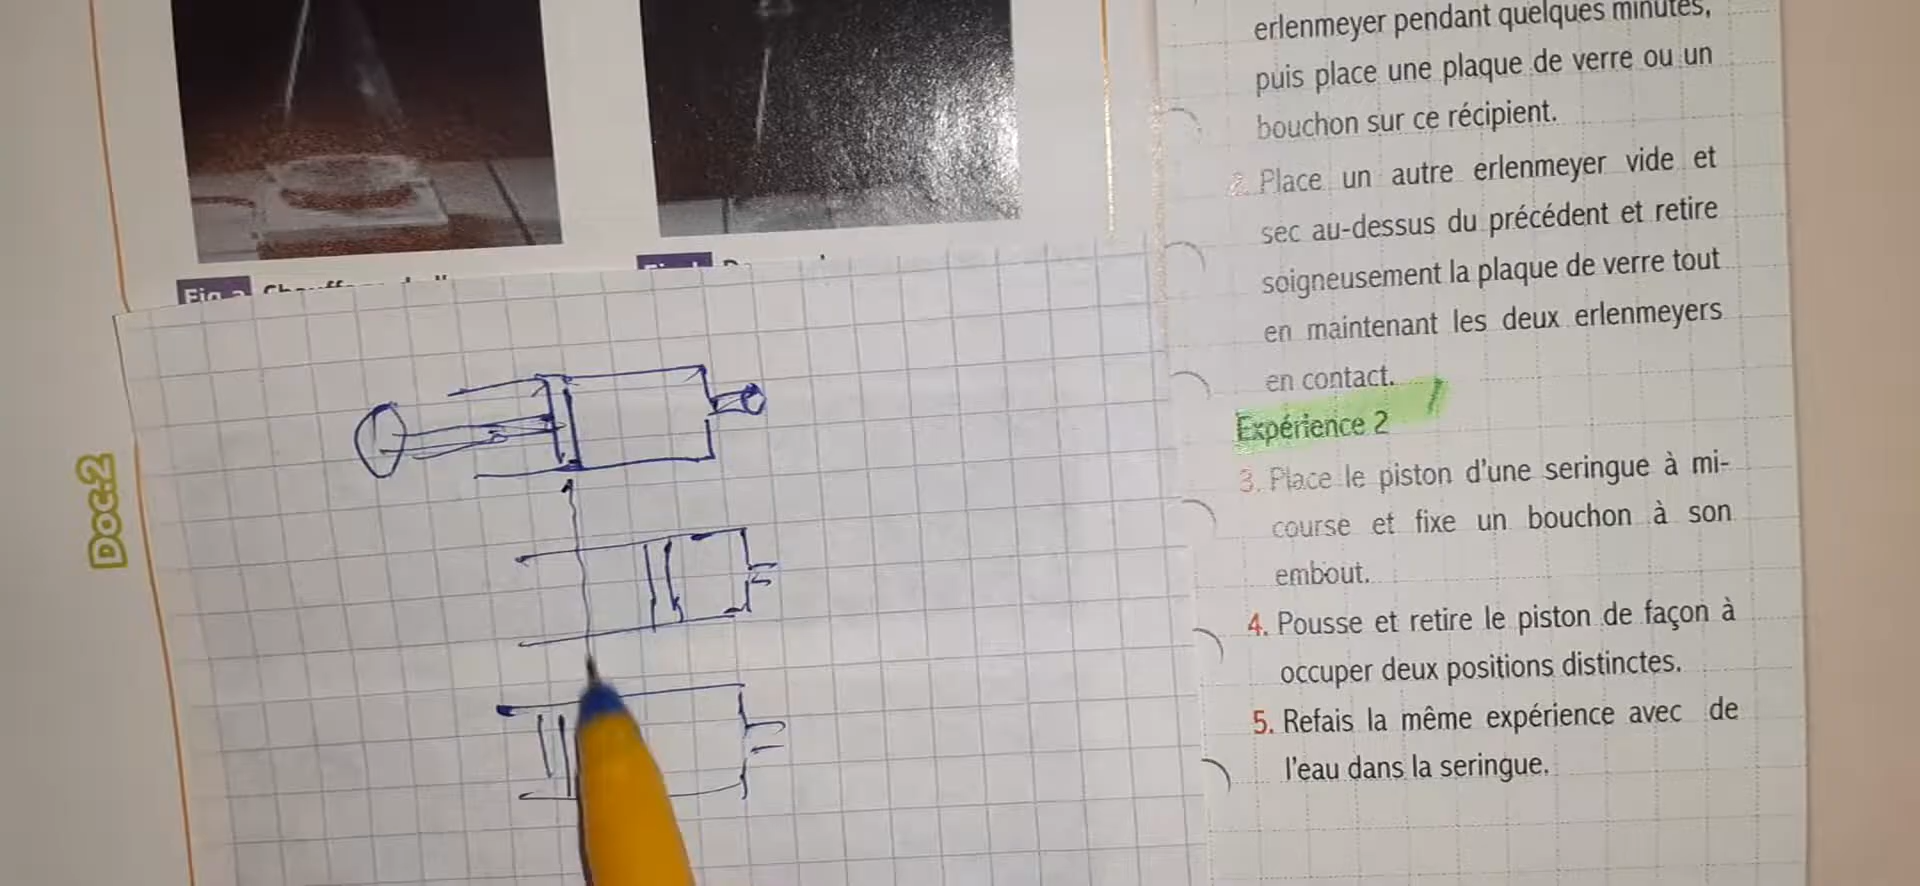 erlenmeyer pendant quelques minutes,
puis place une plaque de verre ou un
bouchon sur ce récipient.
2. Place un autre erlenmeyer vide et
sec au-dessus du précédent et retire
soigneusement la plaque de verre tout
en maintenant les deux erlenmeyers
en contact.
Expérience 2
3. Place le piston d'une seringue à mi-
course et fixe un bouchon à son
embout.
4. Pousse et retire le piston de façon à
occuper deux positions distinctes.
5. Refais la même expérience avec de
l'eau dans la seringue.
Doc.2